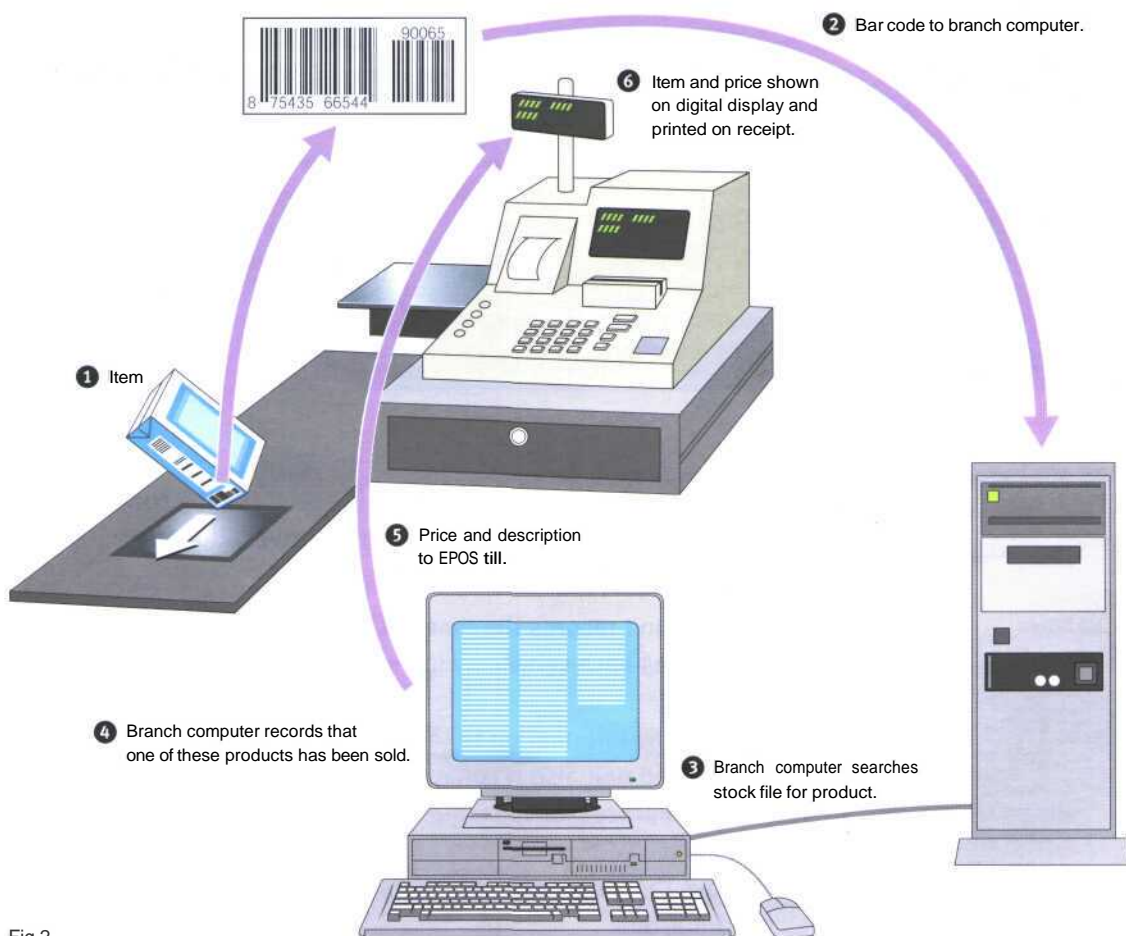 90065
8 75435 66544
2 Bar code to branch computer.
6 Item and price shown
on digital display and
printed on receipt.
1 Item
5 Price and description
to EPOS till.
4 Branch computer records that
one of these products has been sold.
3 Branch computer searches
stock file for product.